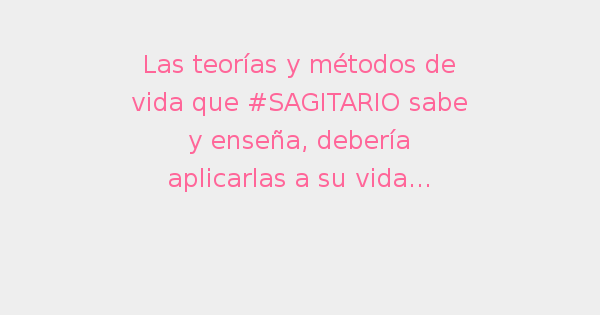 Las teorías y métodos de
vida que #SAGITARIO sabe
y enseña, debería
aplicarlas a su vida...